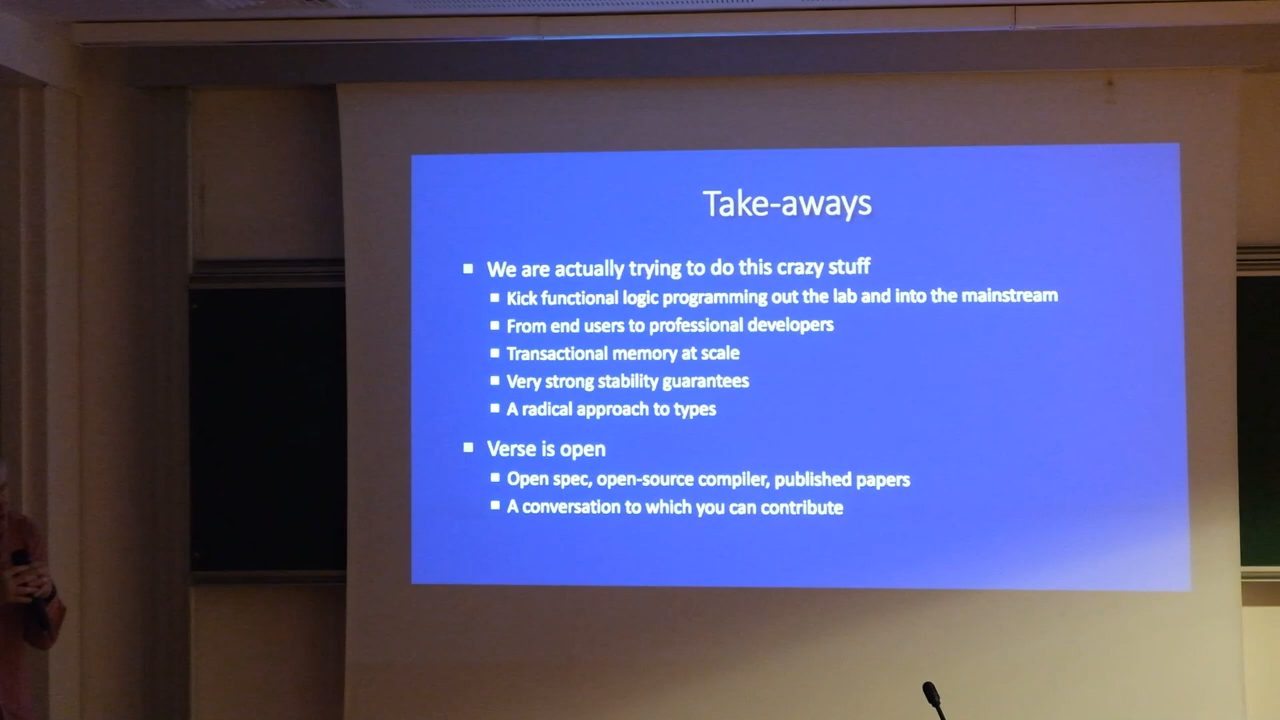 Take-aways
We are actually trying to do this crazy stuff
Kick functional logic programming out the lab and into the mainstream
From end users to professional developers
Transactional memory at scale
Very strong stability guarantees
A radical approach to types
Verse is open
Open spec, open-source compiler, published papers
A conversation to which you can contribute